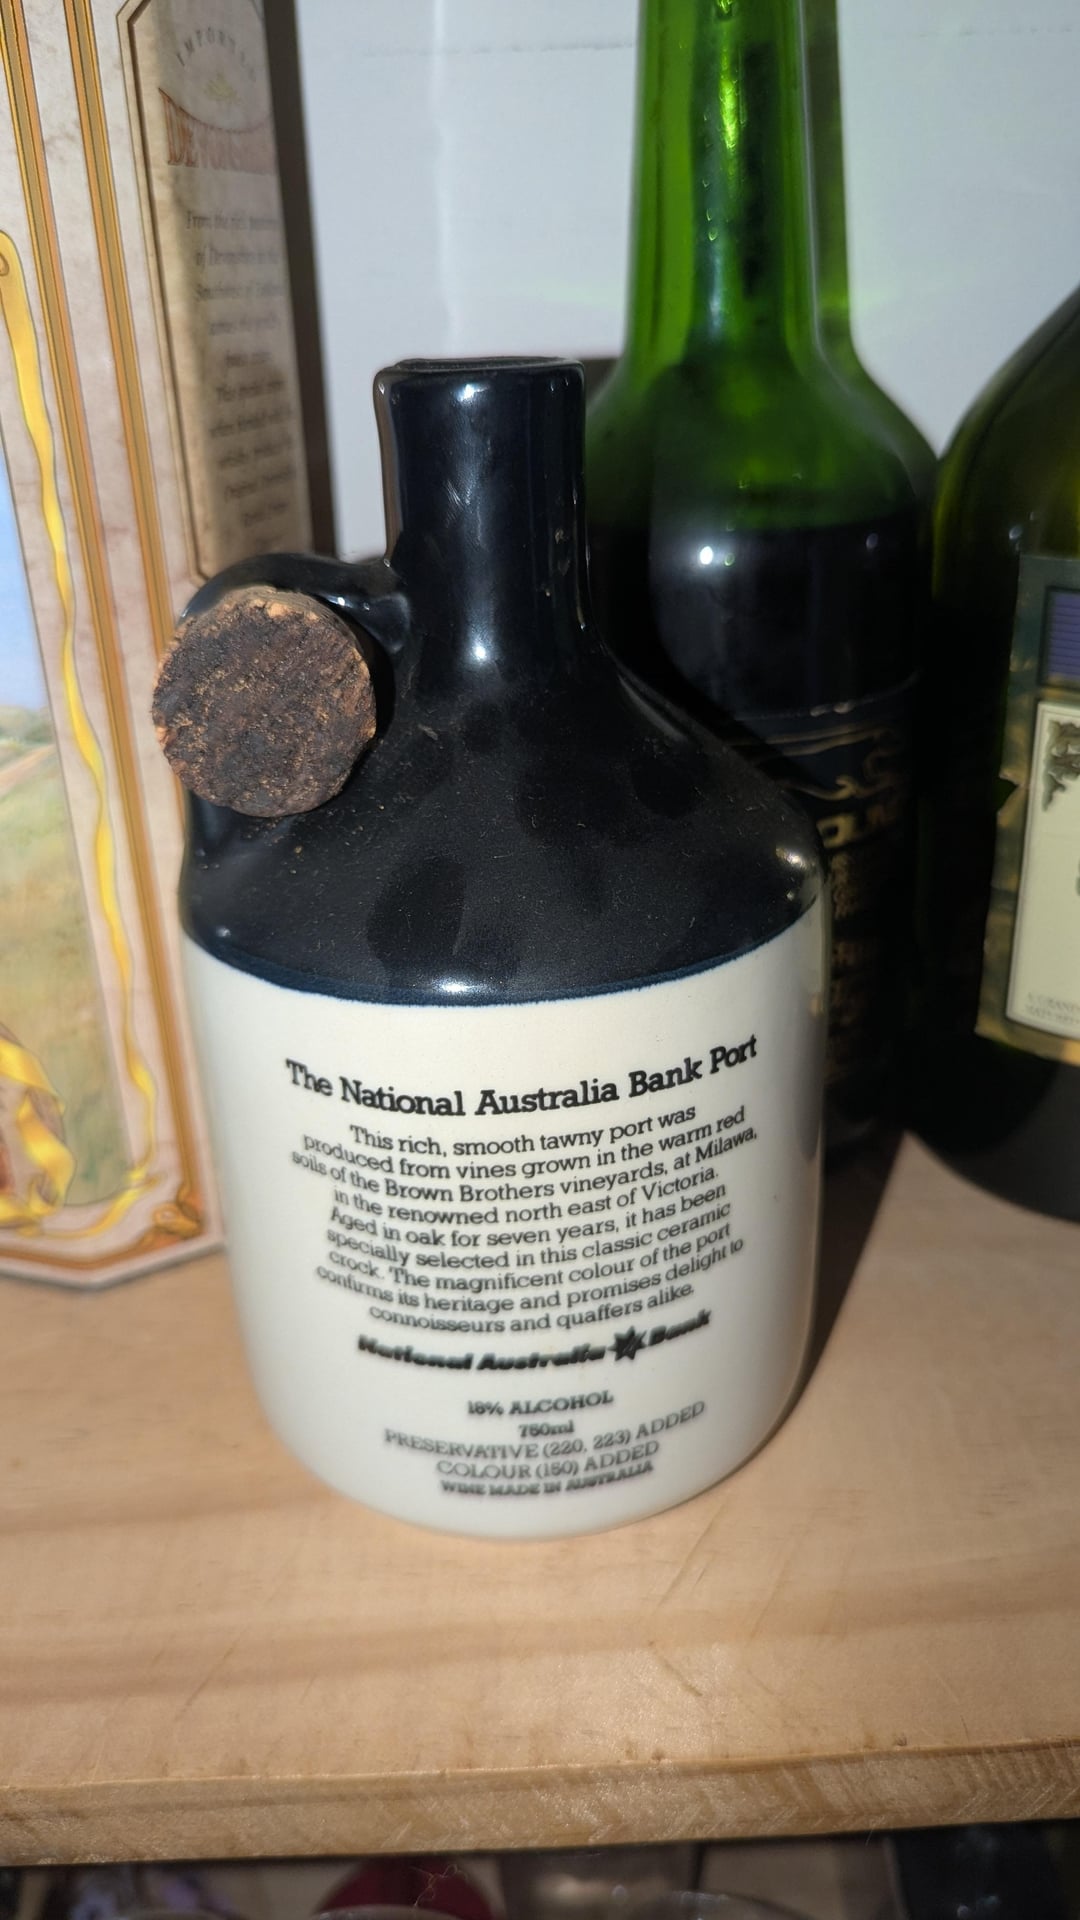 IMPORTED
DEVONSHIRE
The National Australia Bank Port
This rich, smooth tawny port was
produced from vines grown in the warm red
soils of the Brown Brothers vineyards, at Milawa,
in the renowned north east of Victoria.
Aged in oak for seven years, it has been
specially selected in this classic ceramic
crock. The magnificent colour of the port
confirms its heritage and promises delight to
connoisseurs and quaffers alike.
National Australia Bank
18% ALCOHOL
750ml
PRESERVATIVE (220, 223) ADDED
COLOUR (150) ADDED
WINE MADE IN AUSTRALIA